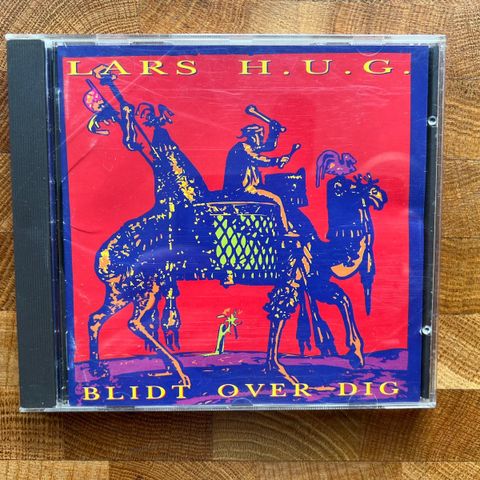 LARS H.U.G.
BLIDT OVER DIG